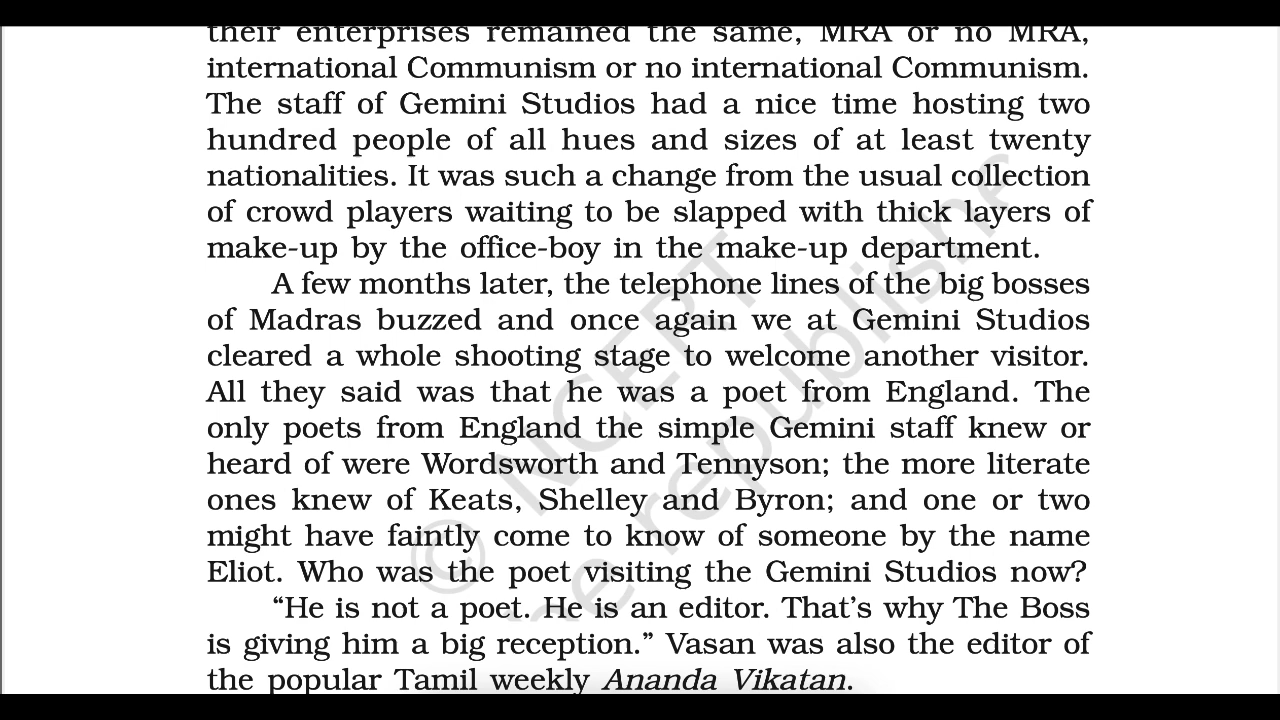 their enterprises remained the same, MRA or no MRA,
international Communism or no international Communism.
The staff of Gemini Studios had a nice time hosting two
hundred people of all hues and sizes of at least twenty
nationalities. It was such a change from the usual collection
of crowd players waiting to be slapped with thick layers of
make-up by the office-boy in the make-up department.
A few months later, the telephone lines of the big bosses
of Madras buzzed and once again we at Gemini Studios
cleared a whole shooting stage to welcome another visitor.
All they said was that he was a poet from England. The
only poets from England the simple Gemini staff knew or
heard of were Wordsworth and Tennyson; the more literate
ones knew of Keats, Shelley and Byron; and one or two
might have faintly come to know of someone by the name
Eliot. Who was the poet visiting the Gemini Studios now?
“He is not a poet. He is an editor. That’s why The Boss
is giving him a big reception.” Vasan was also the editor of
the popular Tamil weekly Ananda Vikatan.
© NCERT
be republishe